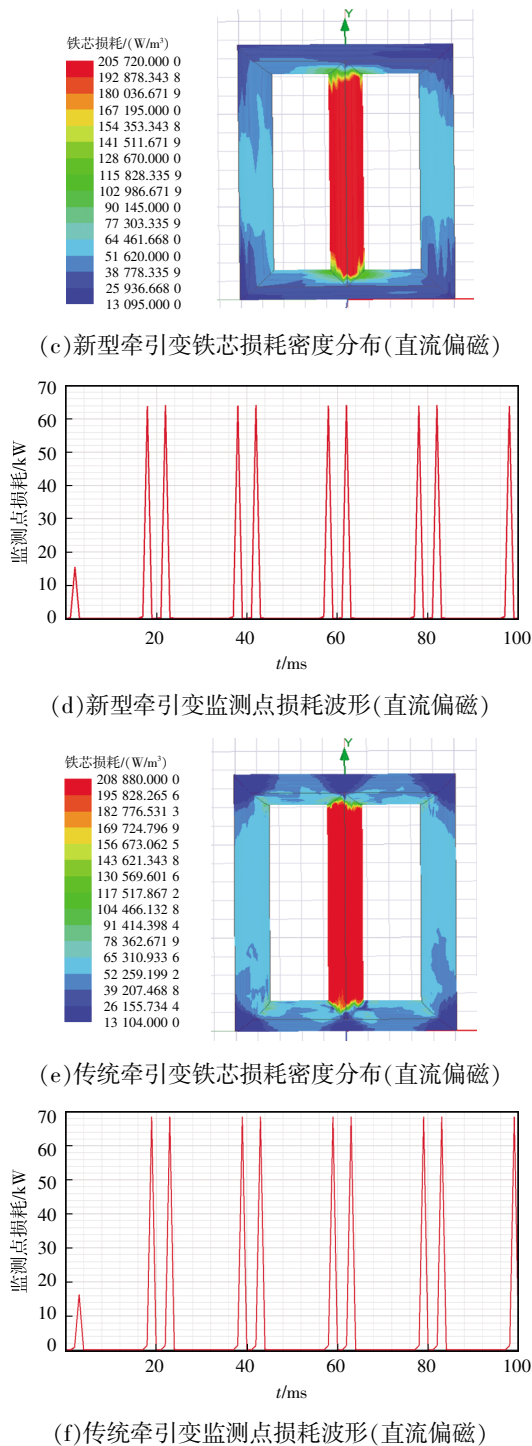 铁芯损耗/(W/m³)
205 720.000 0
192 878.343 8
180 036.671 9
167 195.000 0
154 353.343 8
141 511.671 9
128 670.000 0
115 828.335 9
102 986.671 9
90 145.000 0
77 303.335 9
64 461.668 0
51 620.000 0
38 778.335 9
25 936.668 0
13 095.000 0
Y
(c)新型牵引变铁芯损耗密度分布(直流偏磁)
70
60
50
40
30
20
10
0
监测点损耗/kW
20
40
60
80
100
t/ms
(d)新型牵引变监测点损耗波形(直流偏磁)
铁芯损耗/(W/m³)
208 880.000 0
195 828.265 6
182 776.531 3
169 724.796 9
156 673.062 5
143 621.343 8
130 569.601 6
117 517.867 2
104 466.132 8
91 414.398 4
78 362.671 9
65 310.933 6
52 259.199 2
39 207.468 8
26 155.734 4
13 104.000 0
Y
(e)传统牵引变铁芯损耗密度分布(直流偏磁)
70
60
50
40
30
20
10
0
监测点损耗/kW
20
40
60
80
100
t/ms
(f)传统牵引变监测点损耗波形(直流偏磁)